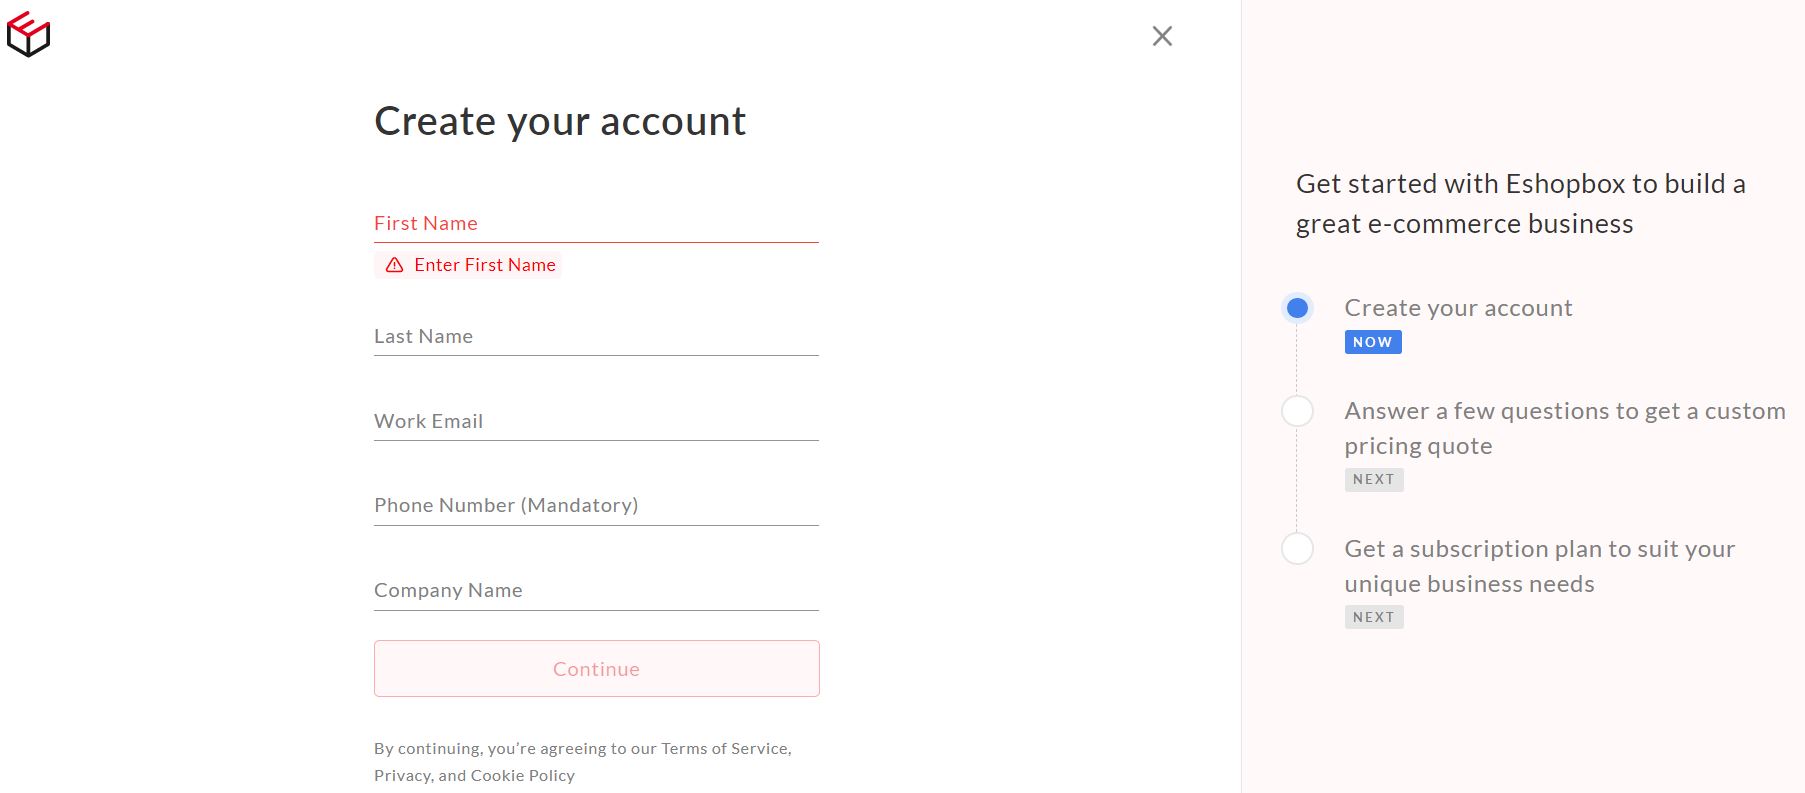 Create your account
First Name
Enter First Name
Last Name
Work Email
Phone Number (Mandatory)
Company Name
Continue
By continuing, you're agreeing to our Terms of Service,
Privacy, and Cookie Policy
Get started with Eshopbox to build a
great e-commerce business
Create your account
NOW
Answer a few questions to get a custom
pricing quote
NEXT
Get a subscription plan to suit your
unique business needs
NEXT